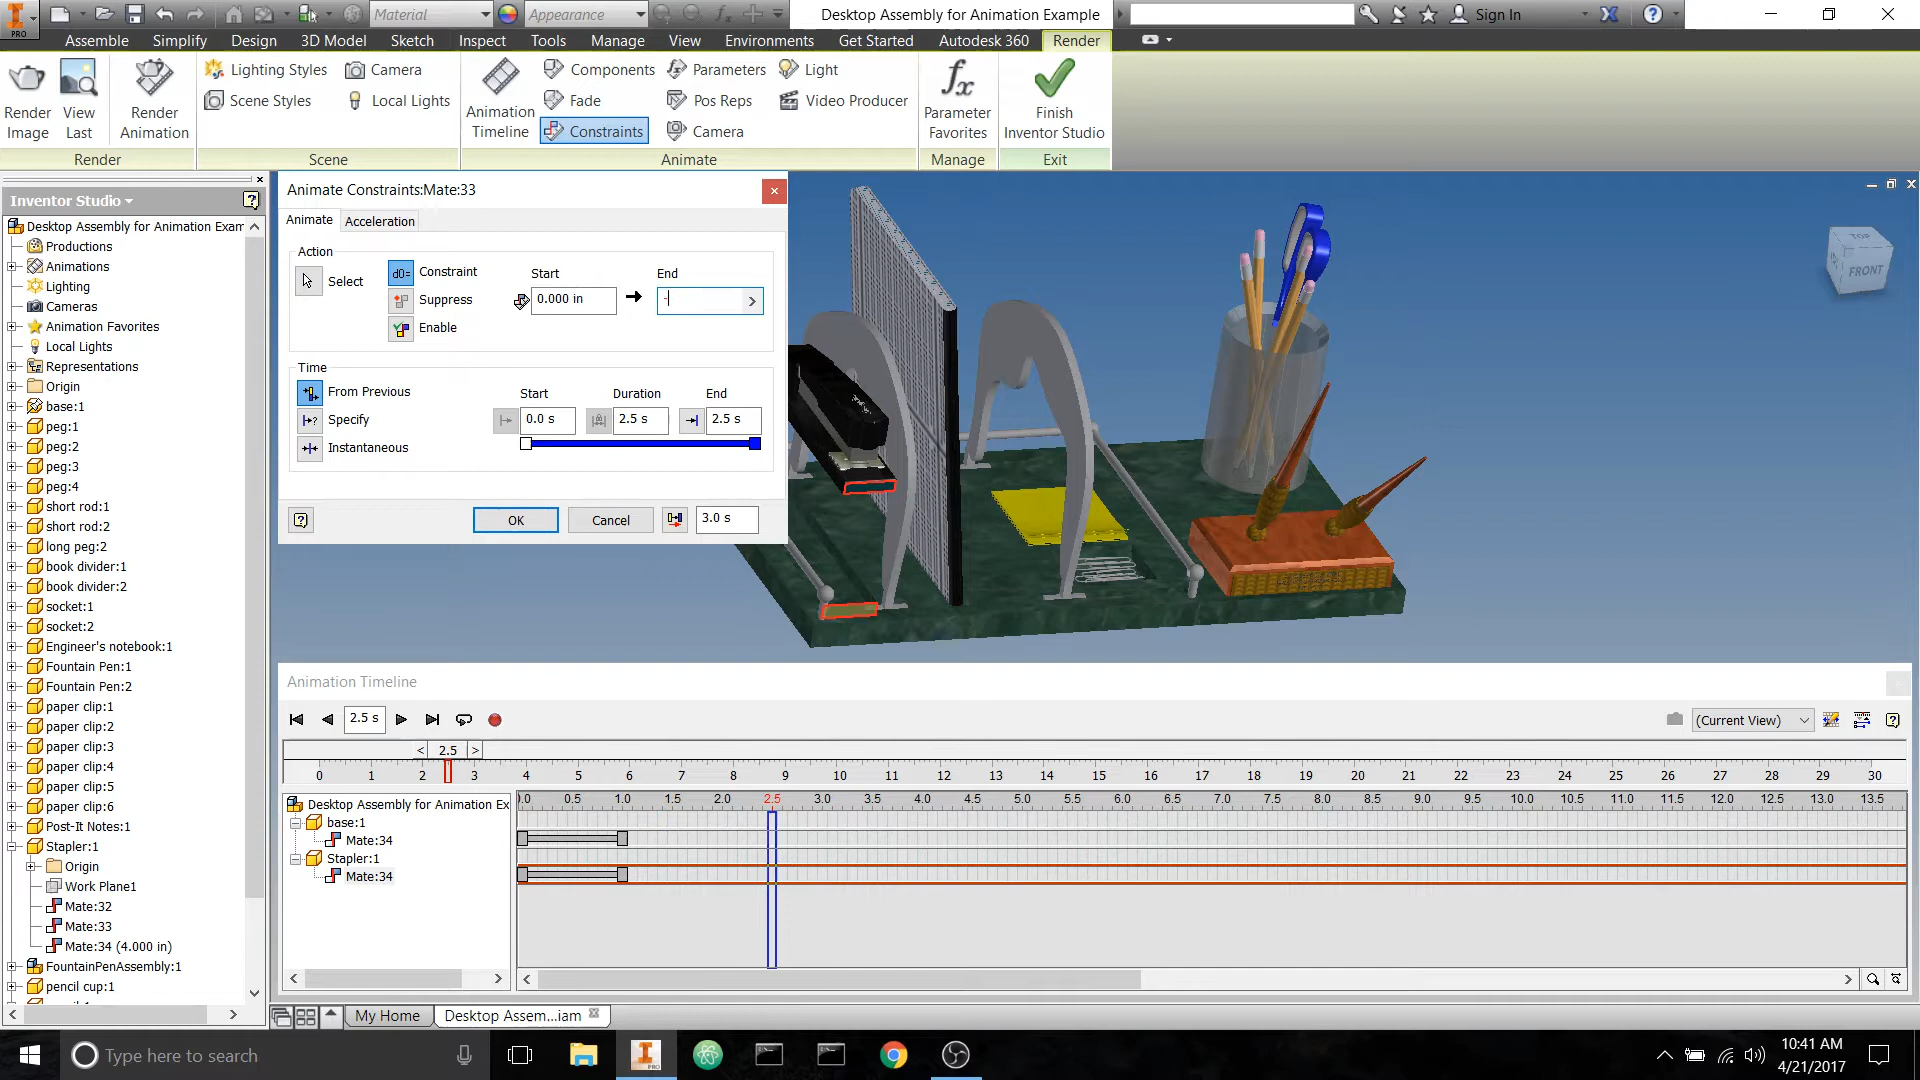 Material
Appearance
Desktop Assembly for Animation Example
Sign In
PRO
Assemble Simplify Design 3D Model Sketch Inspect Tools Manage View Environments Get Started Autodesk 360 Render
Render Image
View Last
Render Animation
Lighting Styles
Scene Styles
Camera
Local Lights
Animation Timeline
Components
Fade
Constraints
Parameters
Pos Reps
Camera
Light
Video Producer
Parameter Favorites
Finish Inventor Studio
Render Scene Animate Manage Exit
Inventor Studio
Desktop Assembly for Animation Exam
Productions
Animations
Lighting
Cameras
Animation Favorites
Local Lights
Representations
Origin
base:1
peg:1
peg:2
peg:3
peg:4
short rod:1
short rod:2
long peg:2
book divider:1
book divider:2
socket:1
socket:2
Engineer's notebook:1
Fountain Pen:1
Fountain Pen:2
paper clip:1
paper clip:2
paper clip:3
paper clip:4
paper clip:5
paper clip:6
Post-It Notes:1
Stapler:1
Origin
Work Plane1
Mate:32
Mate:33
Mate:34 (4.000 in)
FountainPenAssembly:1
pencil cup:1
Animate Constraints:Mate:33
Animate Acceleration
Action
Select
d0= Constraint
Suppress
Enable
Start End
0.000 in -
Time
From Previous
Specify
Instantaneous
Start Duration End
0.0 s 2.5 s 2.5 s
OK Cancel 3.0 s
TOP
FRONT
Animation Timeline
2.5 s
(Current View)
< 2.5 >
0 1 2 3 4 5 6 7 8 9 10 11 12 13 14 15 16 17 18 19 20 21 22 23 24 25 26 27 28 29 30
Desktop Assembly for Animation Ex
base:1
Mate:34
Stapler:1
Mate:34
0.0 0.5 1.0 1.5 2.0 2.5 3.0 3.5 4.0 4.5 5.0 5.5 6.0 6.5 7.0 7.5 8.0 8.5 9.0 9.5 10.0 10.5 11.0 11.5 12.0 12.5 13.0 13.5
My Home Desktop Assem...iam
Type here to search
PRO
10:41 AM
4/21/2017